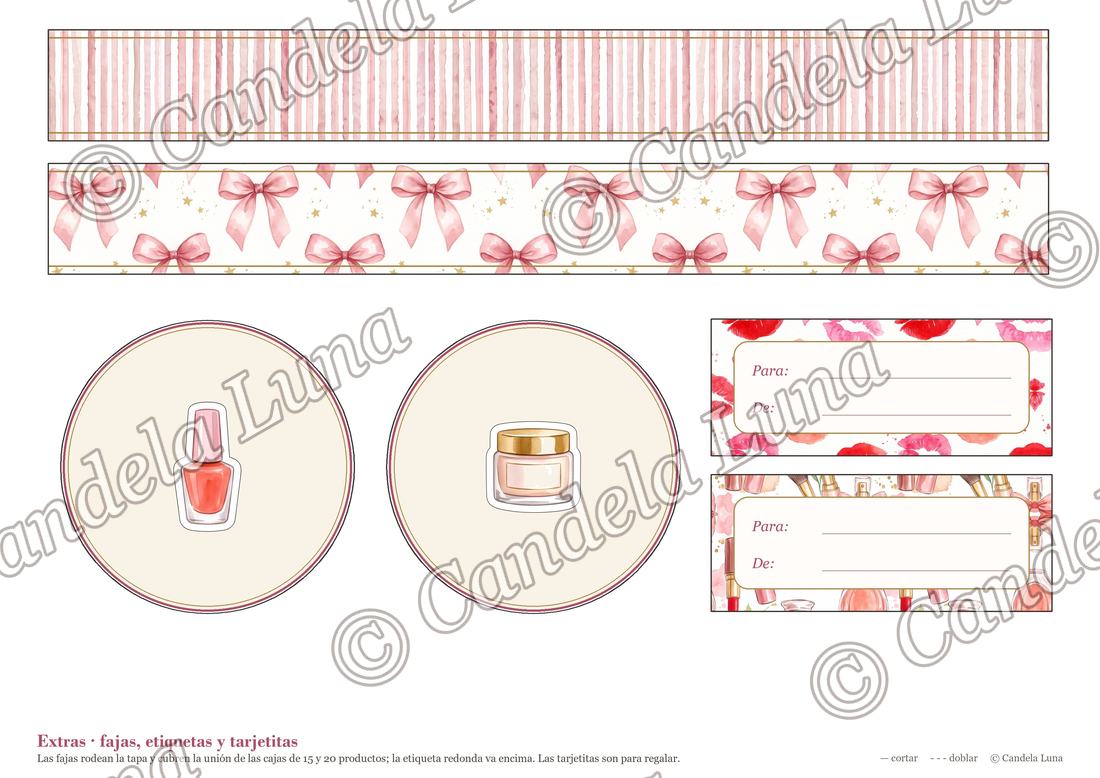 © Candela Luna
© Candela Luna
Para:
De:
Para:
De:
© Candela Luna
© Candela Luna
Extras · fajas, etiquetas y tarjetitas
Las fajas rodean la tapa y cubren la unión de las cajas de 15 y 20 productos; la etiqueta redonda va encima. Las tarjetitas son para regalar.
— cortar - - - doblar © Candela Luna